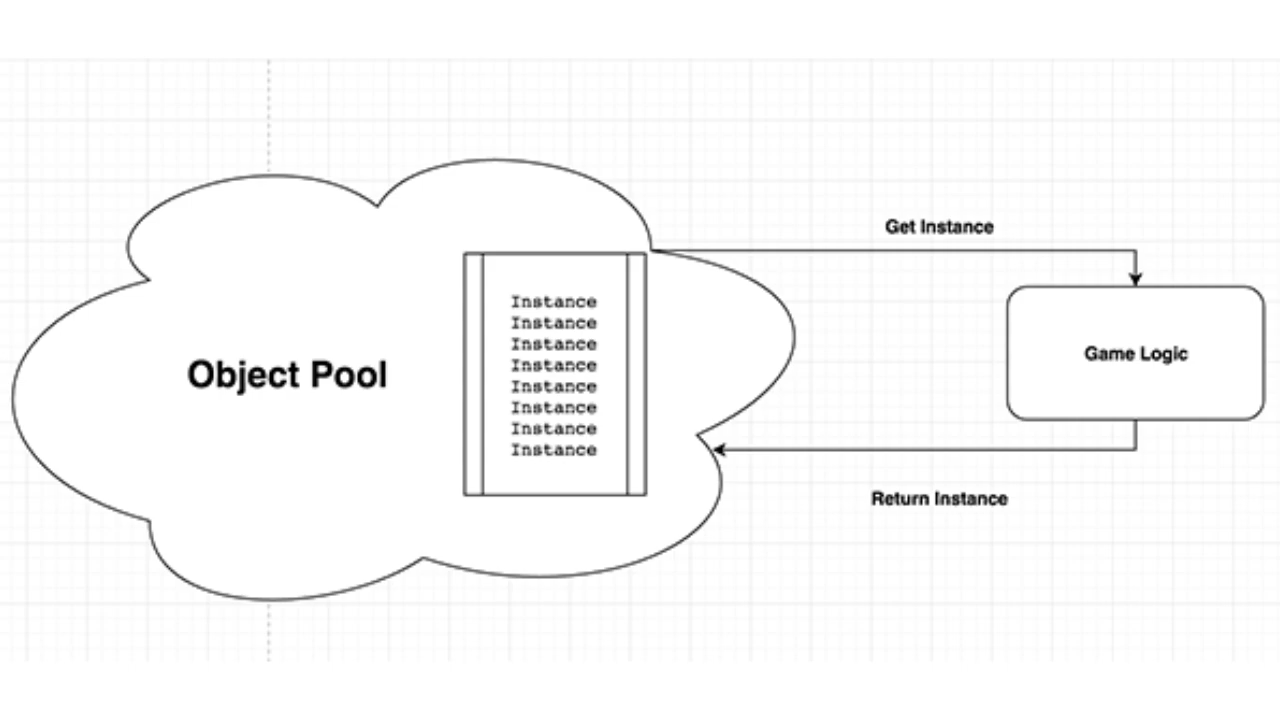 Object Pool
Instance
Instance
Instance
Instance
Instance
Instance
Instance
Instance
Get Instance
Game Logic
Return Instance